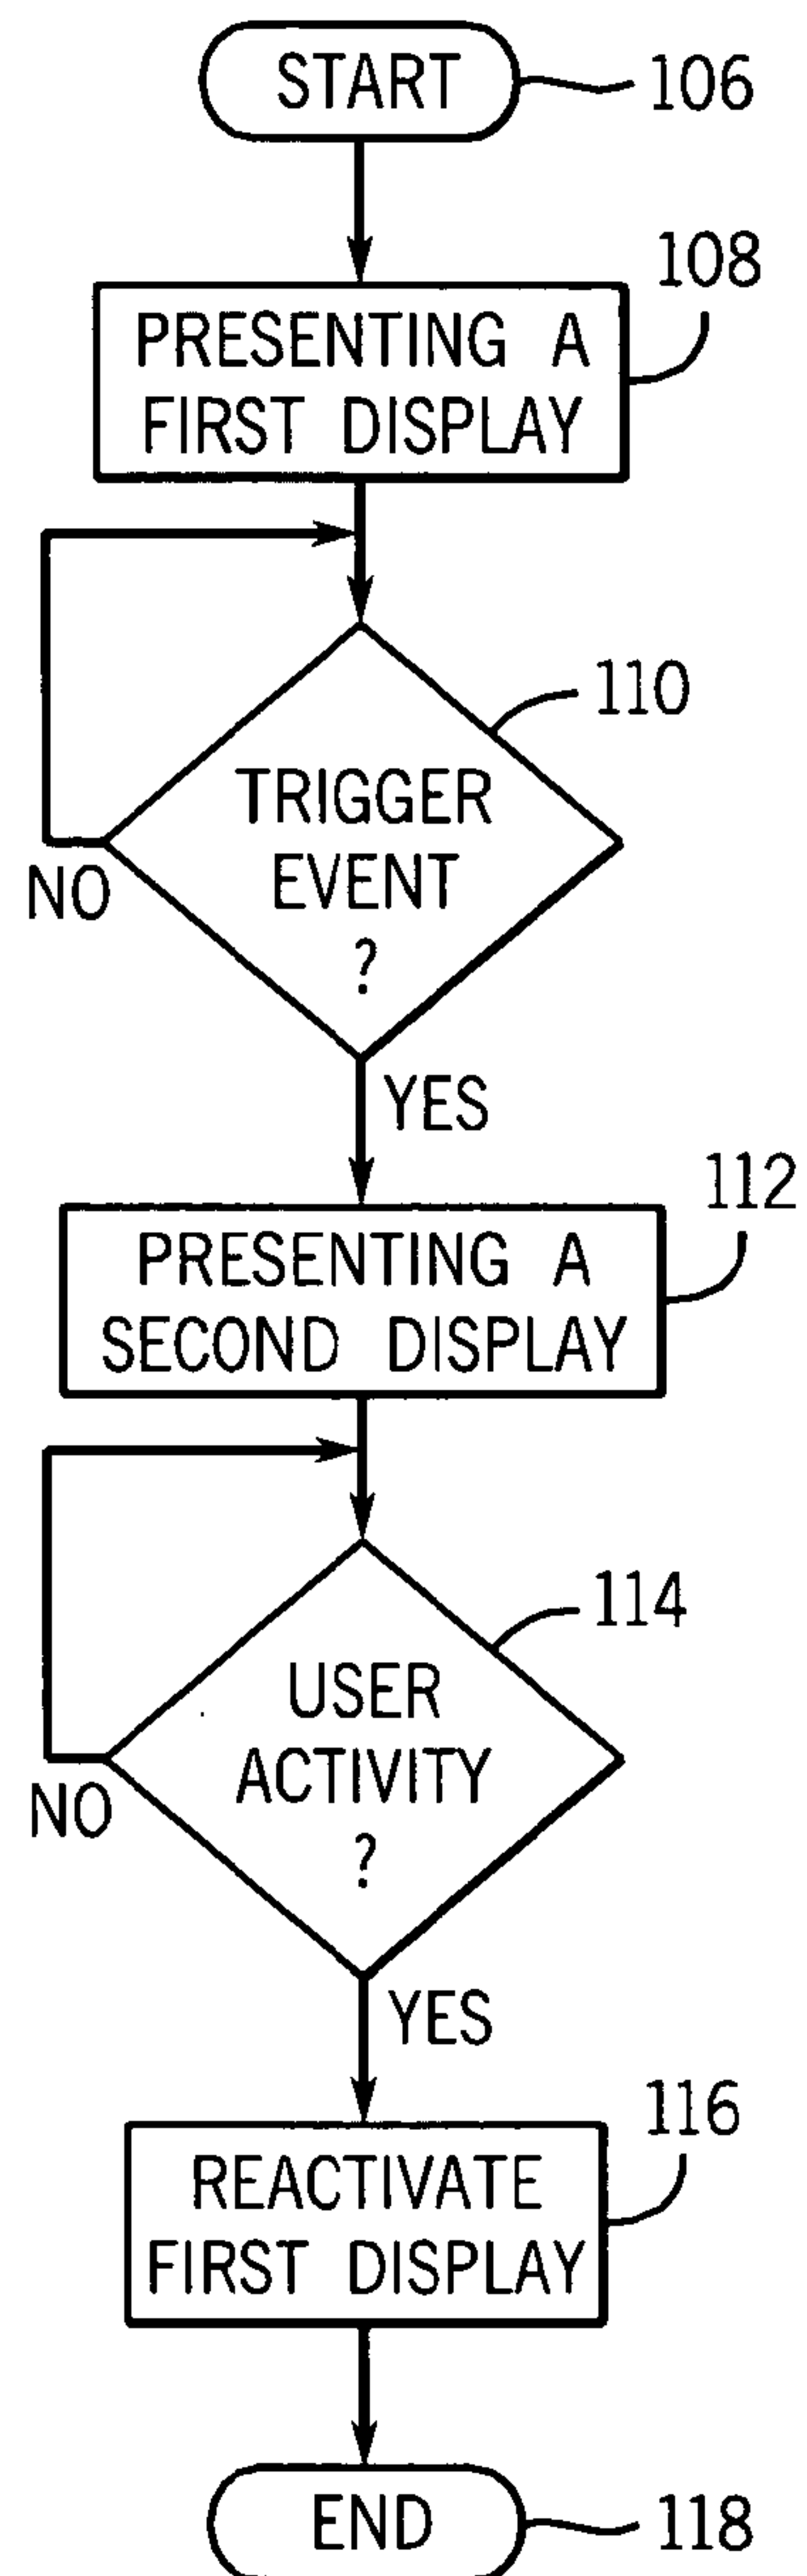 START
106
108
PRESENTING A
FIRST DISPLAY
110
TRIGGER
EVENT
?
NO
YES
112
PRESENTING A
SECOND DISPLAY
114
USER
ACTIVITY
?
NO
YES
116
REACTIVATE
FIRST DISPLAY
END
118